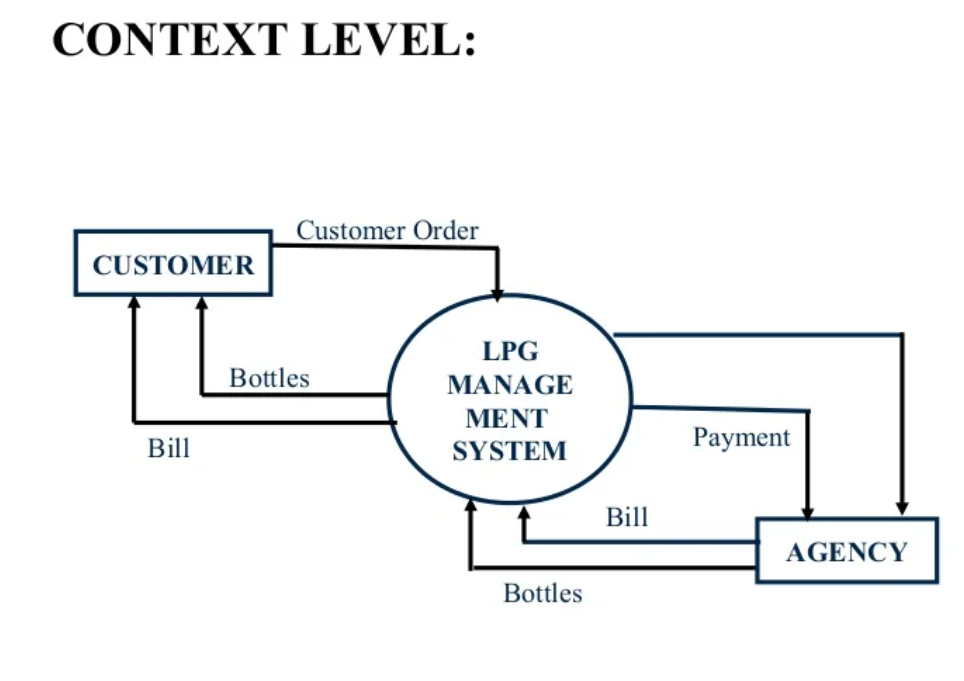 CONTEXT LEVEL:
Customer Order
CUSTOMER
LPG
MANAGE
MENT
SYSTEM
Bottles
Bill
Payment
Bill
AGENCY
Bottles